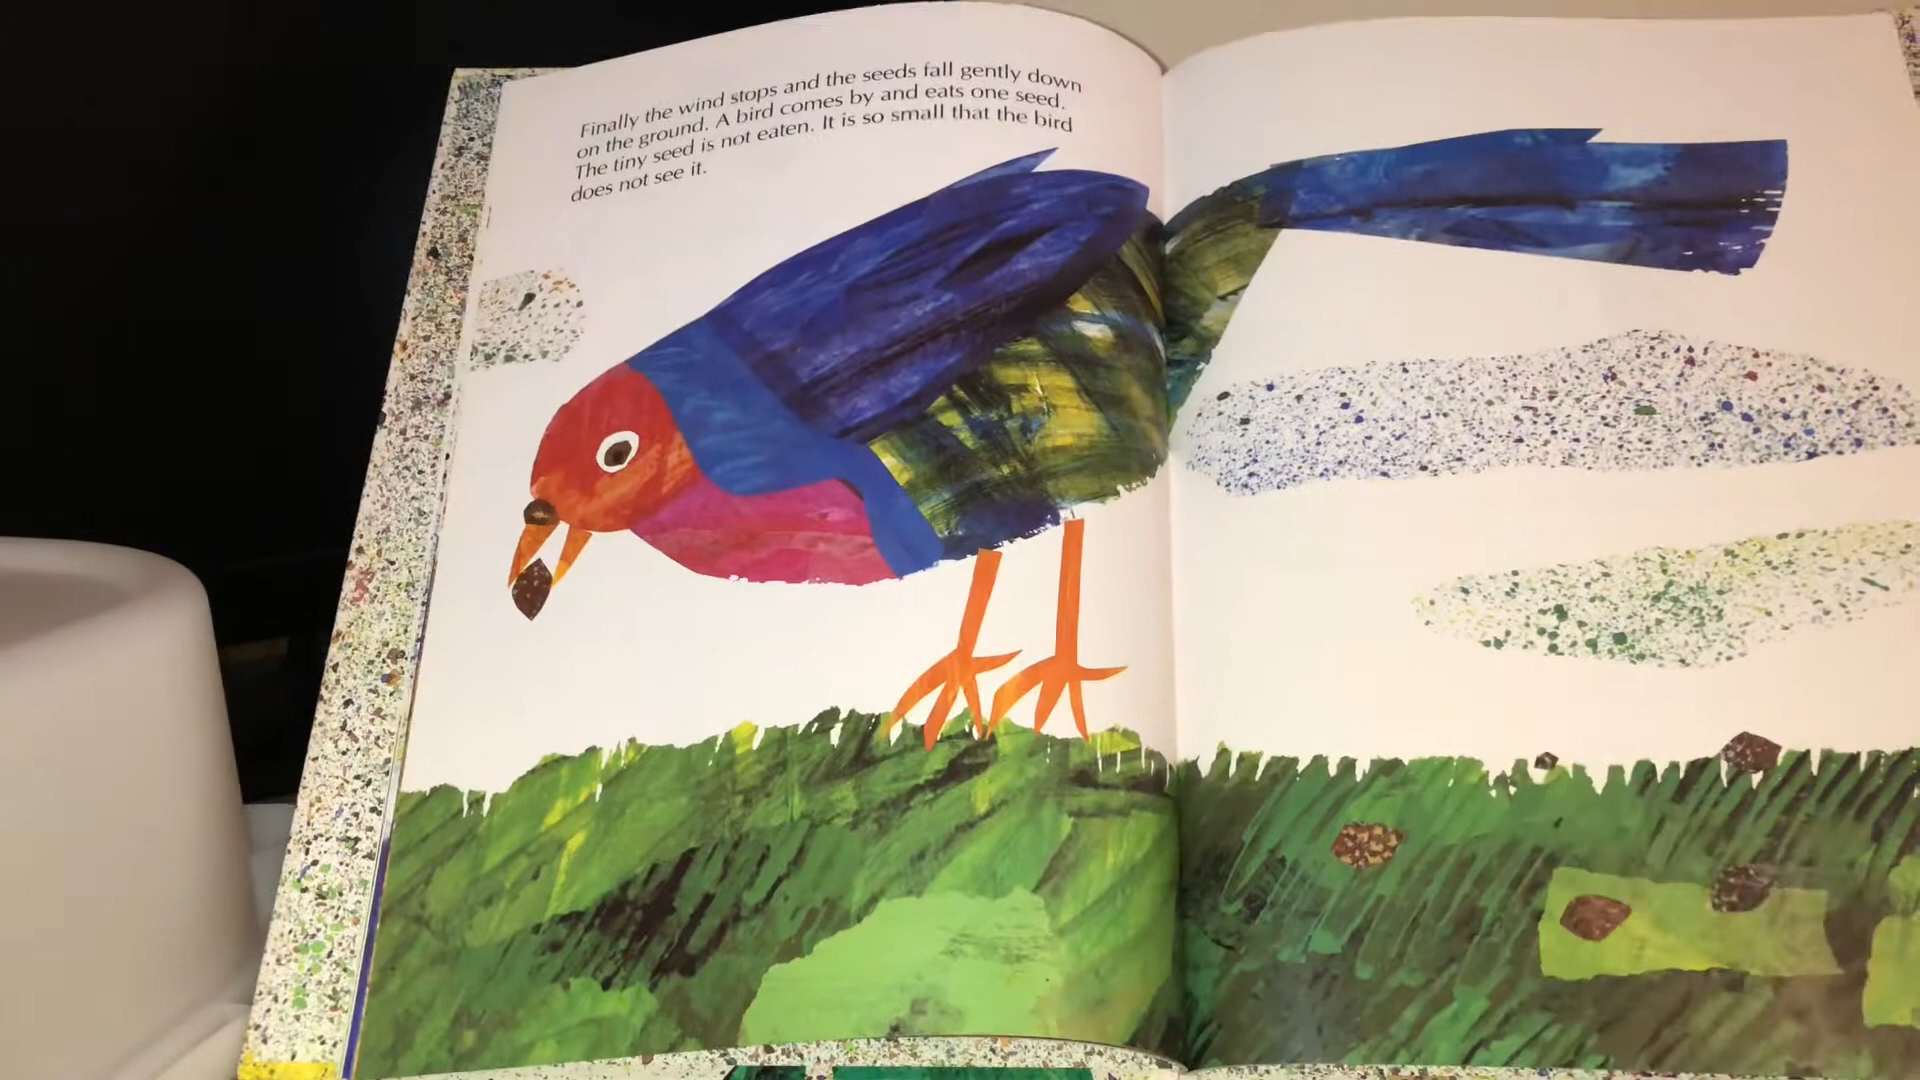 Finally the wind stops and the seeds fall gently down
on the ground. A bird comes by and eats one seed.
The tiny seed is not eaten. It is so small that the bird
does not see it.